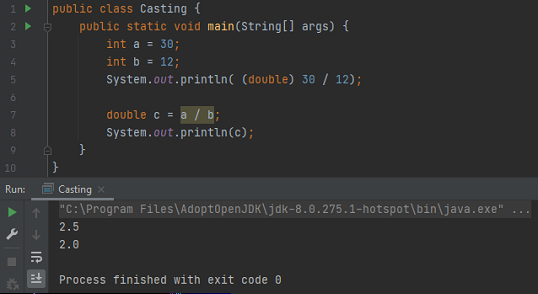 1 public class Casting {
2 public static void main(String[] args) {
3 int a = 30;
4 int b = 12;
5 System.out.println( (double) 30 / 12);
6
7 double c = a / b;
8 System.out.println(c);
9 }
10 }
Run: Casting ×
"C:\Program Files\AdoptOpenJDK\jdk-8.0.275.1-hotspot\bin\java.exe" ...
2.5
2.0
Process finished with exit code 0